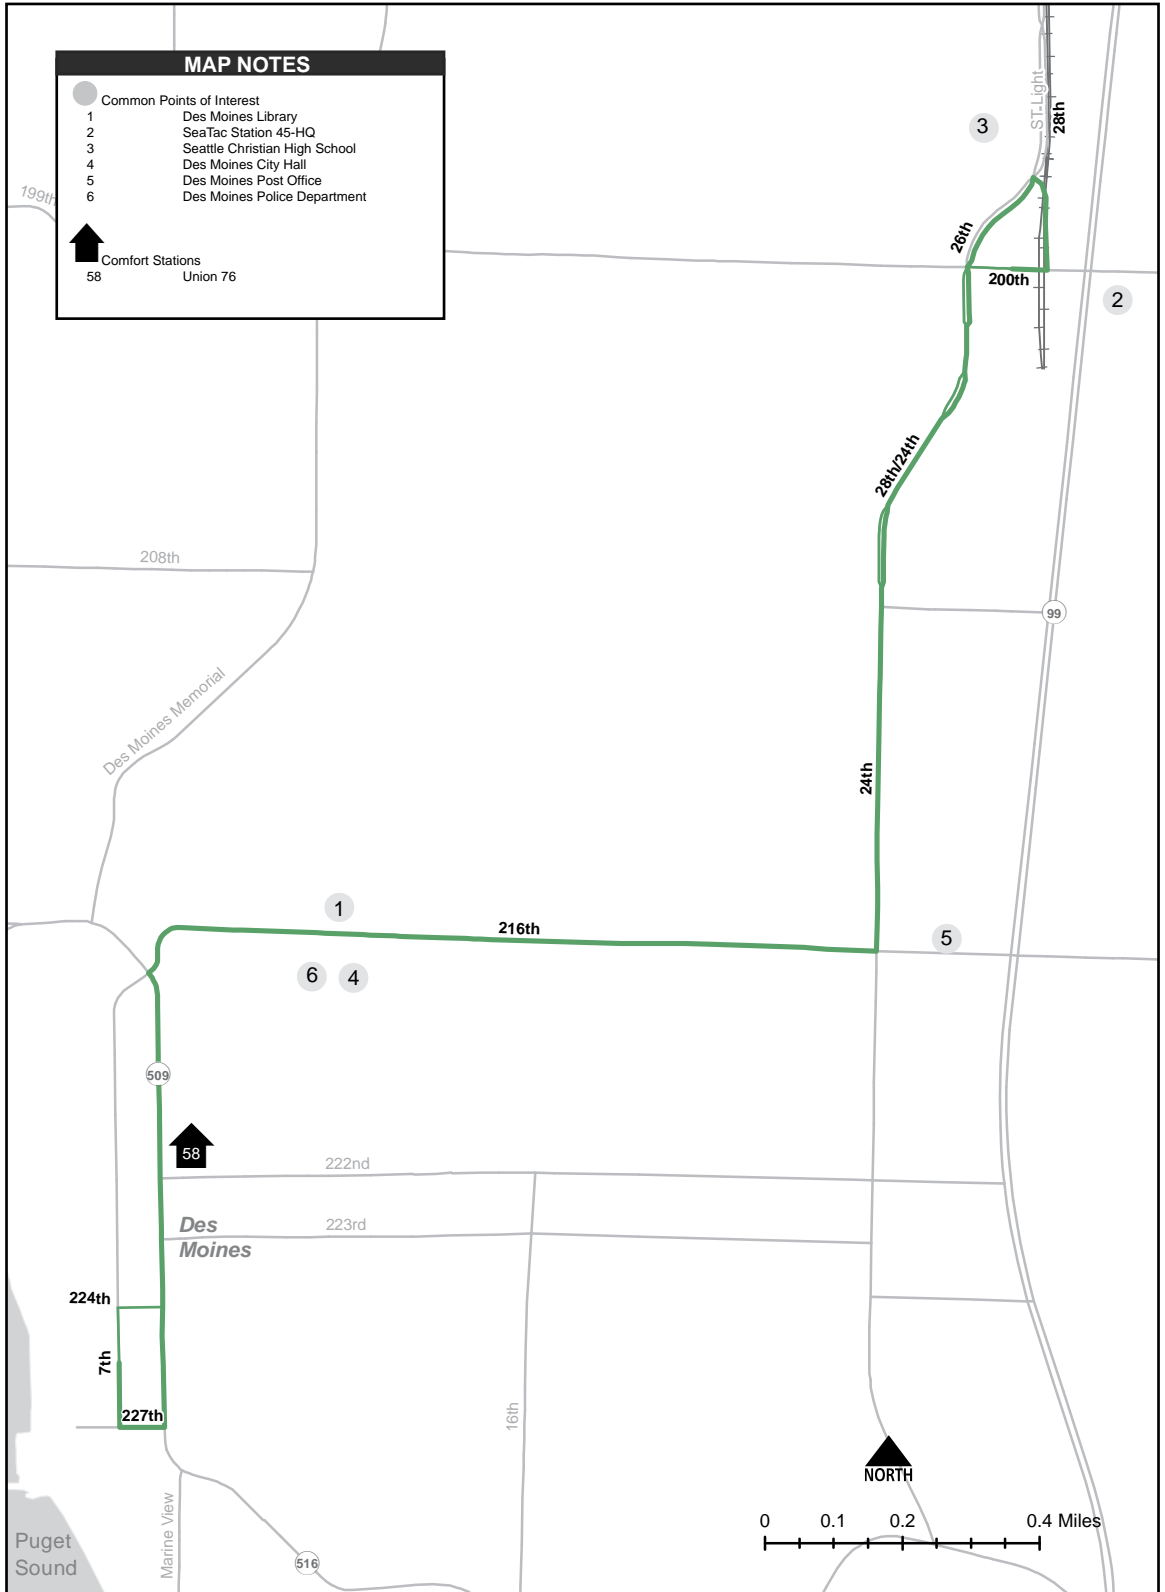 MAP NOTES
Common Points of Interest
1 Des Moines Library
2 SeaTac Station 45-HQ
3 Seattle Christian High School
4 Des Moines City Hall
5 Des Moines Post Office
6 Des Moines Police Department
Comfort Stations
58 Union 76
ST-Light
28th
3
199th
26th
200th
2
28th/24th
208th
99
Des Moines Memorial
24th
1
216th
5
6
4
509
58
222nd
Des
Moines
223rd
224th
7th
227th
16th
NORTH
0 0.1 0.2 0.4 Miles
Marine View
Puget
Sound
516